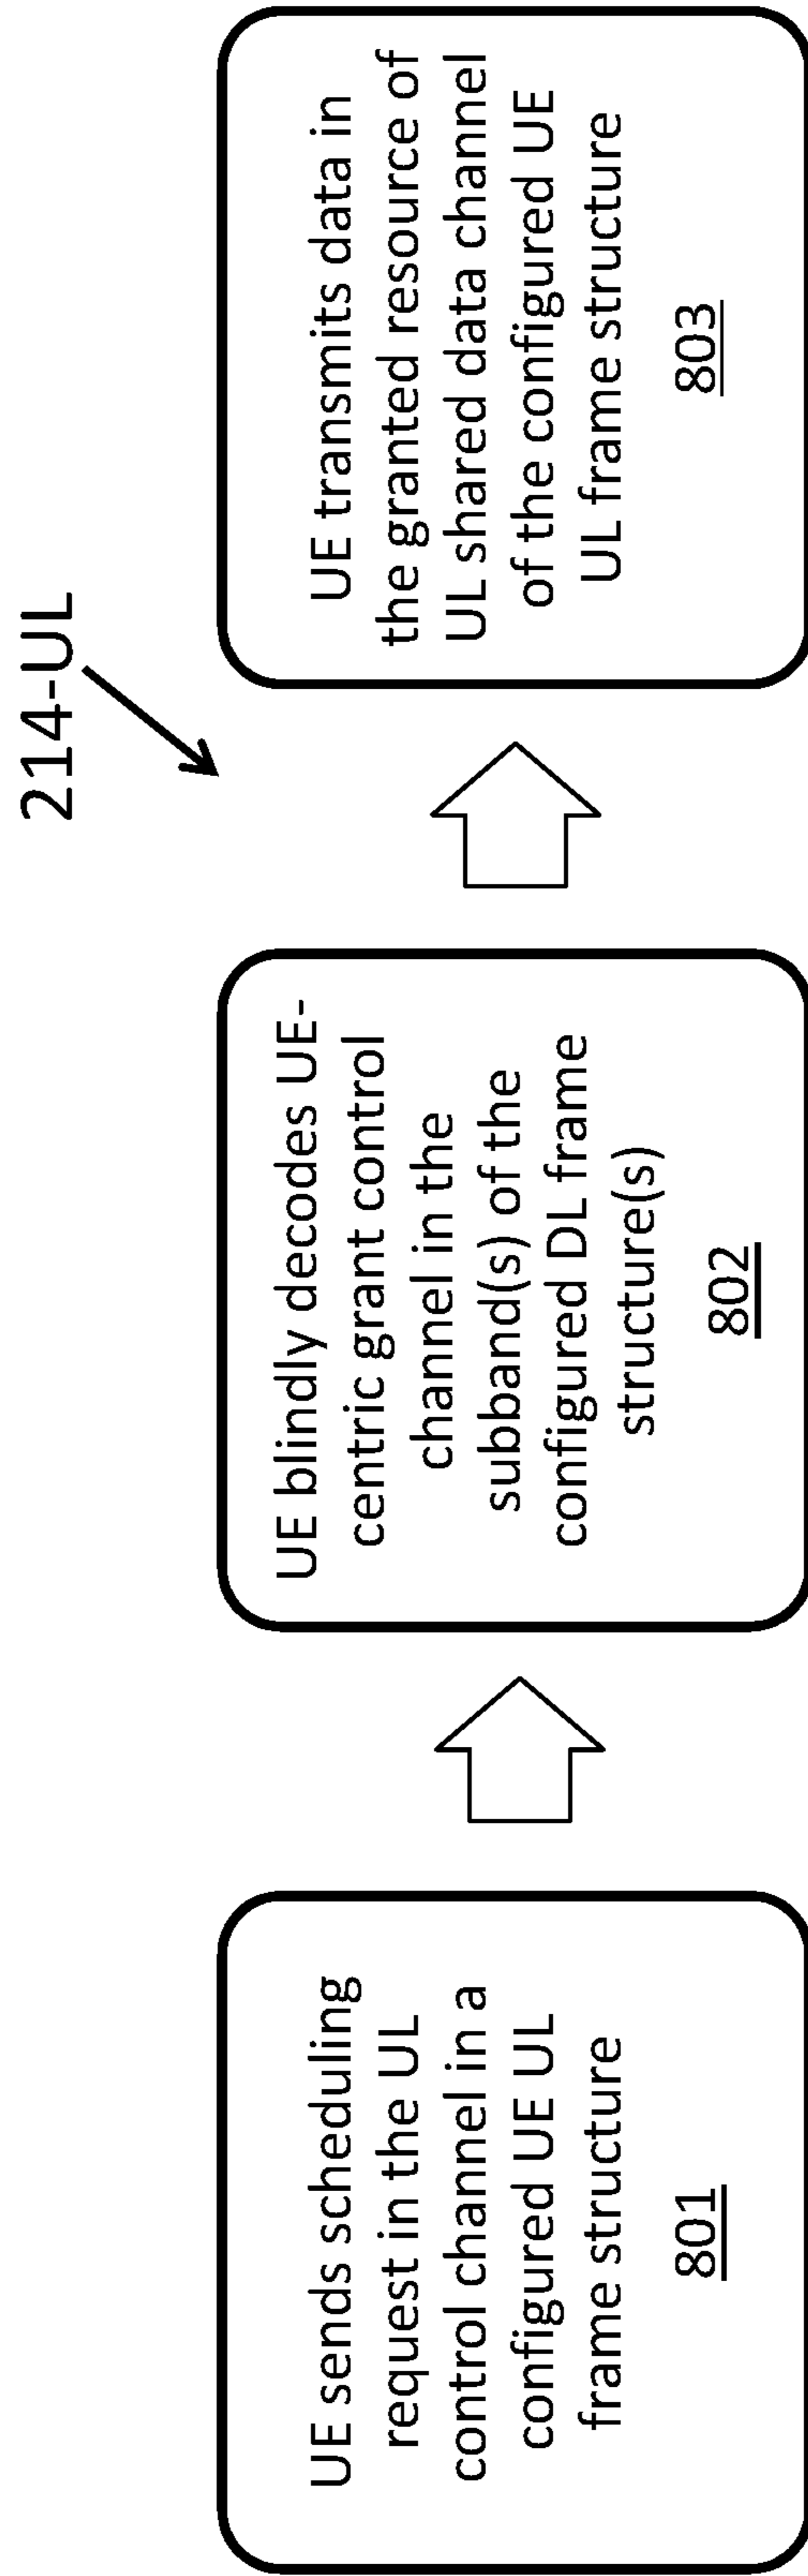 214-UL
UE sends scheduling
request in the UL
control channel in a
configured UE UL
frame structure
801
UE blindly decodes UE-
centric grant control
channel in the
subband(s) of the
configured DL frame
structure(s)
802
UE transmits data in
the granted resource of
UL shared data channel
of the configured UE
UL frame structure
803